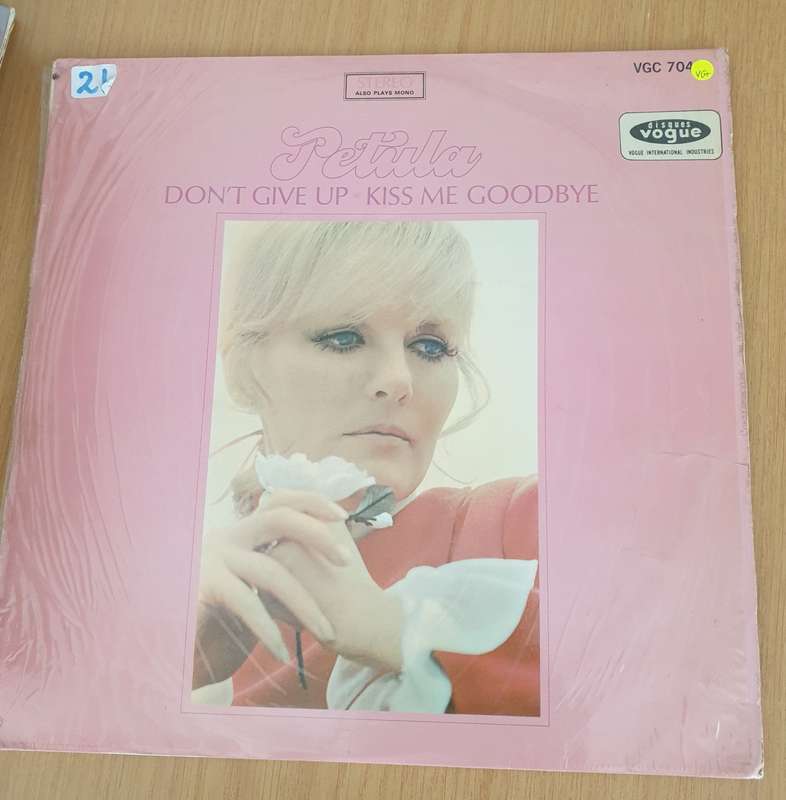 21
STEREO
ALSO PLAYS MONO
VGC 704
VG+
disques
vogue
VOGUE INTERNATIONAL INDUSTRIES
Petula
DON'T GIVE UP • KISS ME GOODBYE